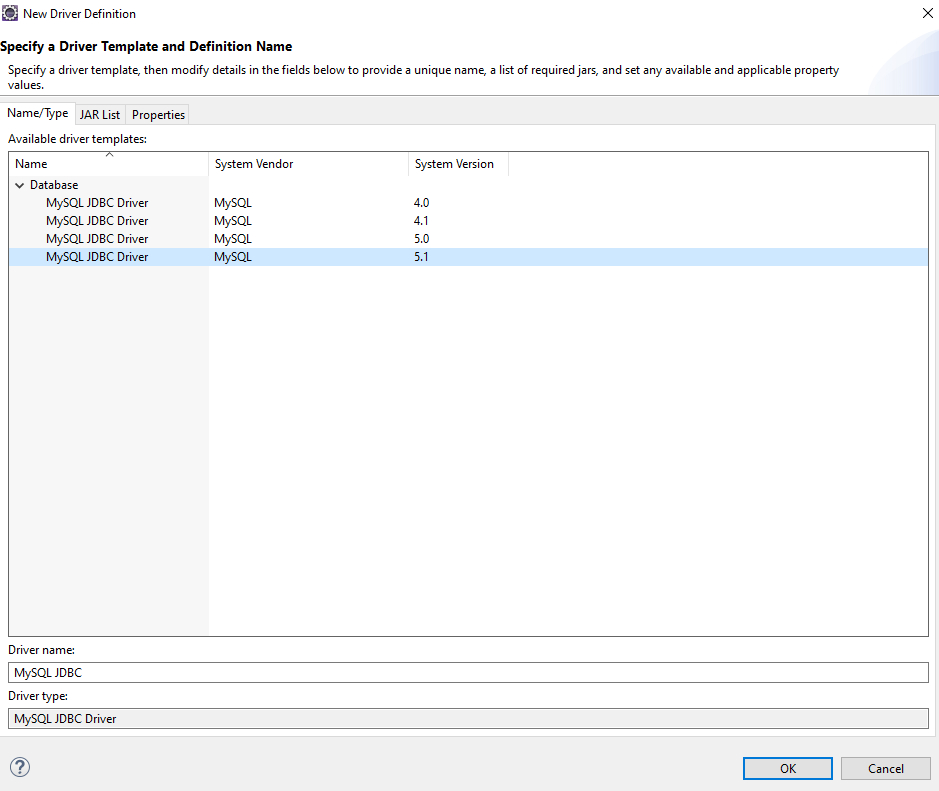 New Driver Definition
Specify a Driver Template and Definition Name
Specify a driver template, then modify details in the fields below to provide a unique name, a list of required jars, and set any available and applicable property
values.
Name/Type JAR List Properties
Available driver templates:
Name System Vendor System Version
Database
MySQL JDBC Driver MySQL 4.0
MySQL JDBC Driver MySQL 4.1
MySQL JDBC Driver MySQL 5.0
MySQL JDBC Driver MySQL 5.1
Driver name:
MySQL JDBC
Driver type:
MySQL JDBC Driver
? OK Cancel